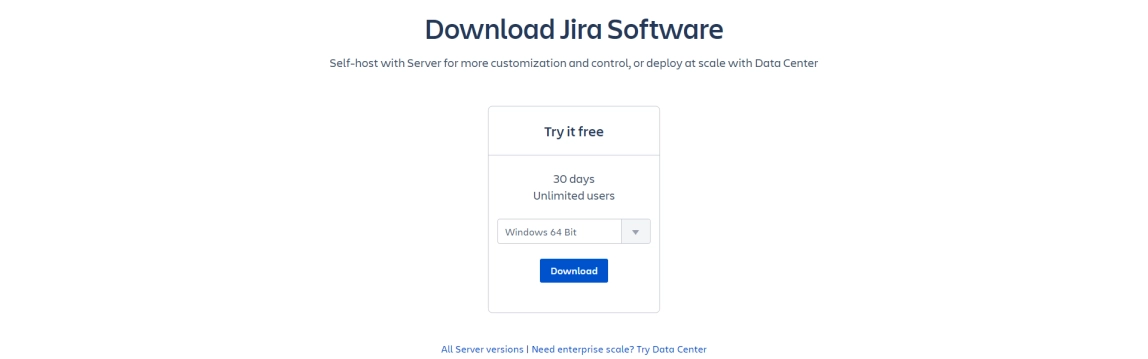 Download Jira Software
Self-host with Server for more customization and control, or deploy at scale with Data Center
Try it free
30 days
Unlimited users
Windows 64 Bit
Download
All Server versions | Need enterprise scale? Try Data Center